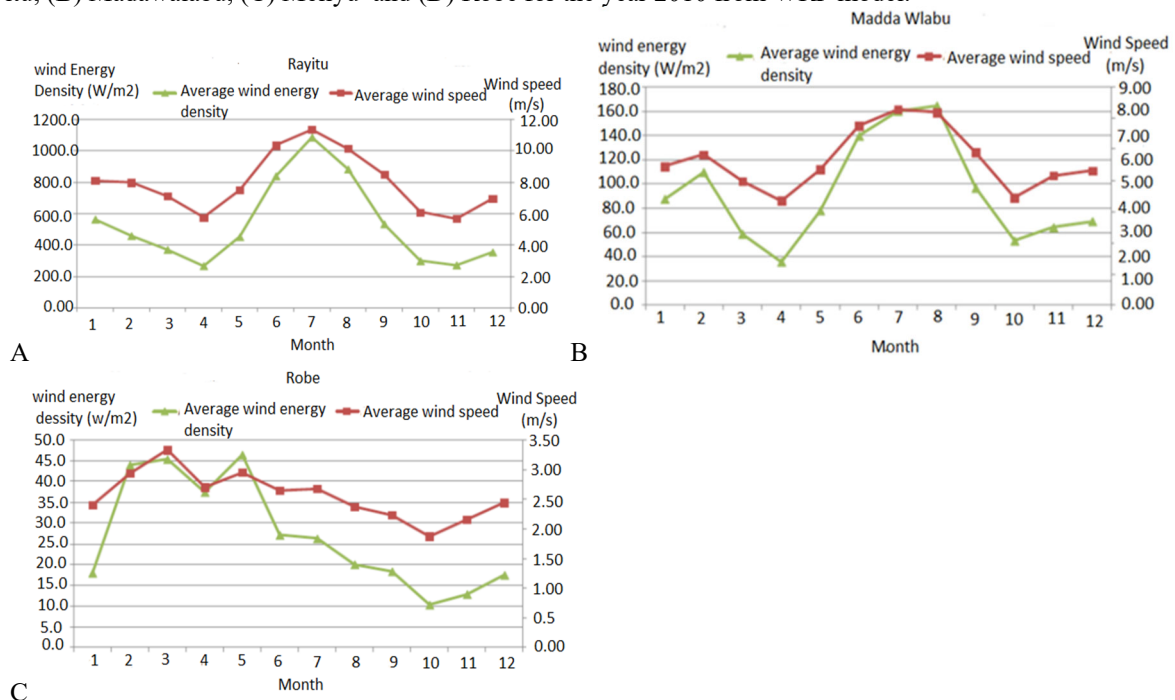 Madda Wlabu
wind energy
density (W/m2)
Average wind energy
density
Average wind speed
Wind Speed
(m/s)
180.0
160.0
140.0
120.0
100.0
80.0
60.0
40.0
20.0
0.0
9.00
8.00
7.00
6.00
5.00
4.00
3.00
2.00
1.00
0.00
1 2 3 4 5 6 7 8 9 10 11 12
Month
B
Rayitu
wind Energy
Density (W/m2)
Average wind energy
density
Average wind speed
Wind speed
(m/s)
1200.0
1000.0
800.0
600.0
400.0
200.0
0.00
12.00
10.00
8.00
6.00
4.00
2.00
0.00
1 2 3 4 5 6 7 8 9 10 11 12
Month
A
Robe
wind energy
dessity (w/m2)
Average wind energy
density
Average wind speed
Wind Speed
(m/s)
50.0
45.0
40.0
35.0
30.0
25.0
20.0
15.0
10.0
5.0
0.0
3.50
3.00
2.50
2.00
1.50
1.00
0.5
0.00
1 2 3 4 5 6 7 8 9 10 11 12
Month
C